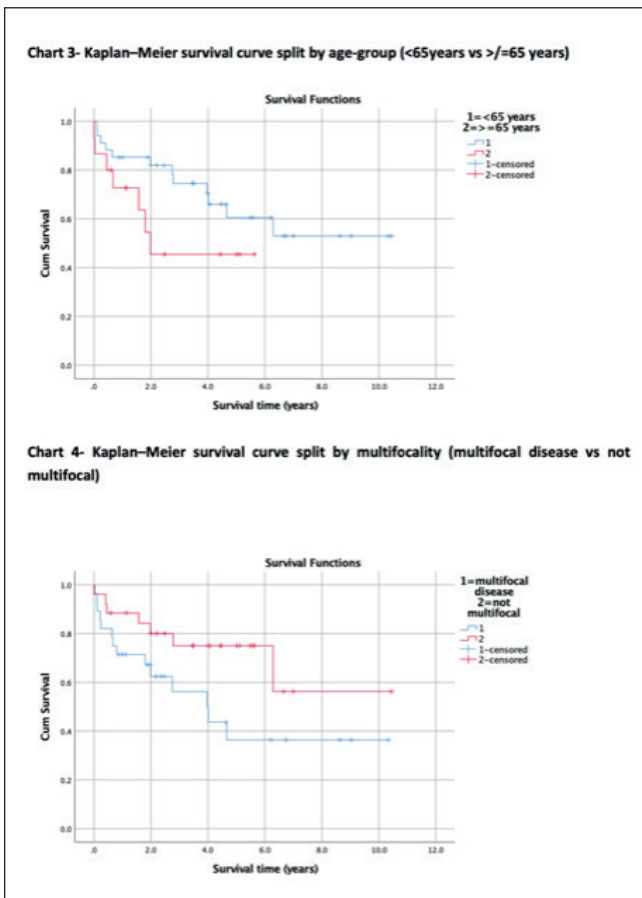 Chart 3- Kaplan–Meier survival curve split by age-group (<65years vs >/=65 years)
Survival Functions
1=<65 years
2=>=65 years
1
2
1-censored
2-censored
1.0
0.8
0.6
0.4
0.2
0.0
Cum Survival
.0 2.0 4.0 6.0 8.0 10.0 12.0
Survival time (years)
Chart 4- Kaplan–Meier survival curve split by multifocality (multifocal disease vs not
multifocal)
Survival Functions
1=multifocal
disease
2=not
multifocal
1
2
1-censored
2-censored
1.0
0.8
0.6
0.4
0.2
0.0
Cum Survival
.0 2.0 4.0 6.0 8.0 10.0 12.0
Survival time (years)